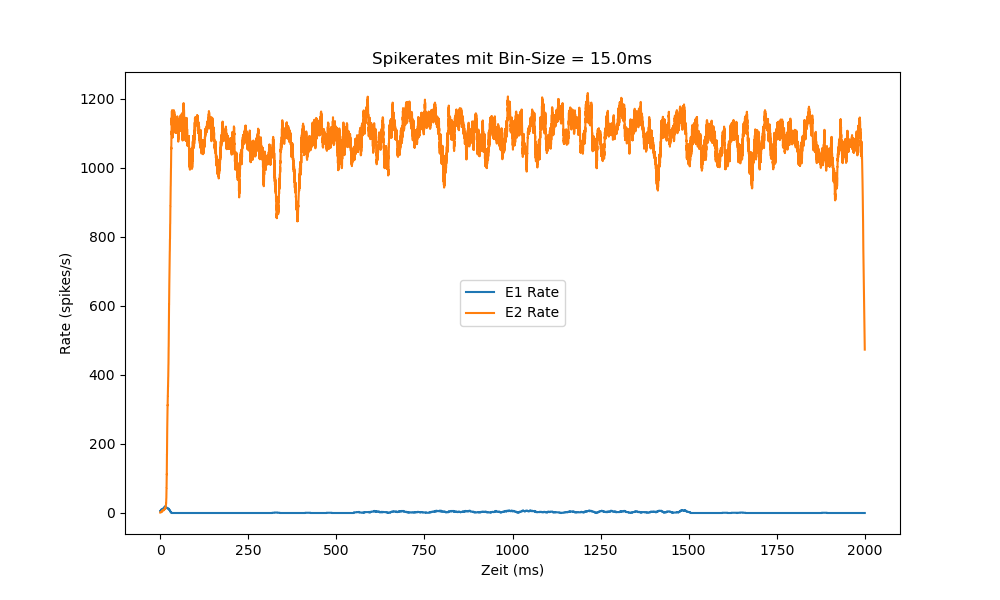 Spikerates mit Bin-Size = 15.0ms
1200
1000
800
600
400
200
0
Rate (spikes/s)
E1 Rate
E2 Rate
0 250 500 750 1000 1250 1500 1750 2000
Zeit (ms)